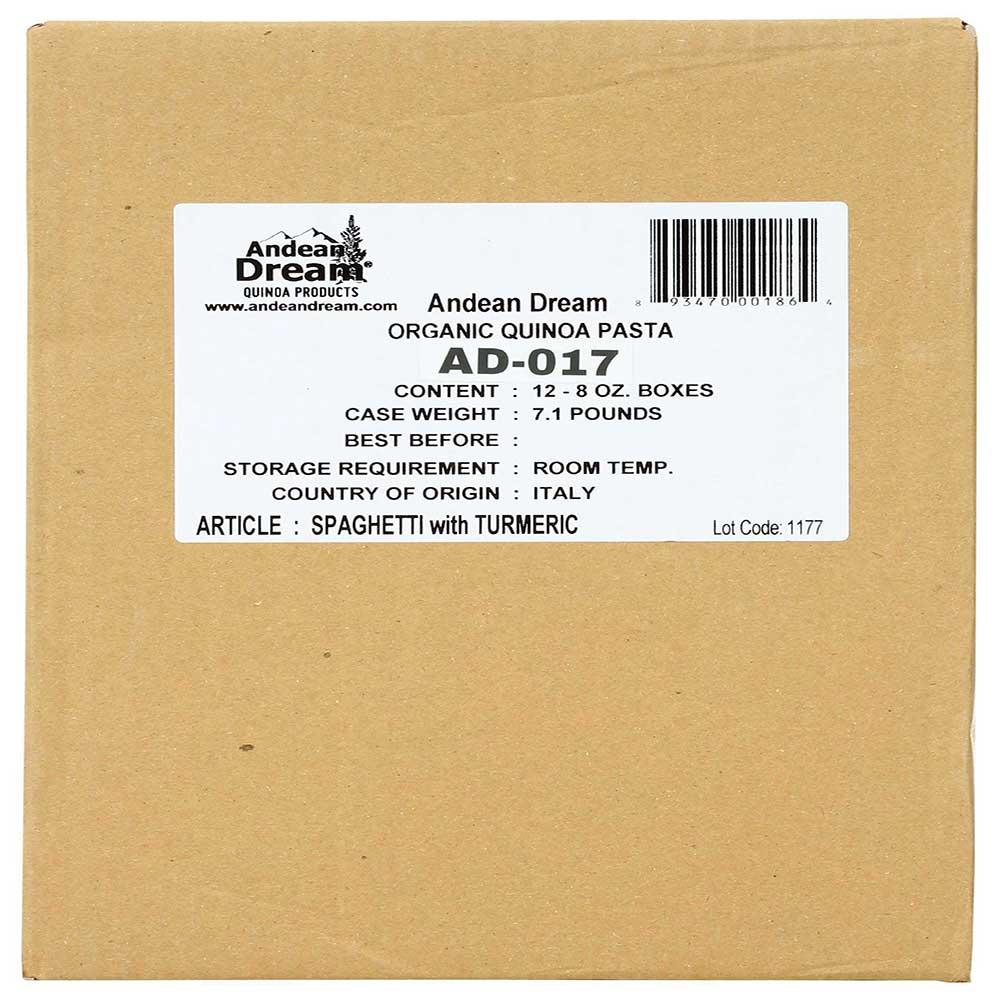 Andean
Dream®
QUINOA PRODUCTS
www.andeandream.com
8 93470 00186 4
Andean Dream
ORGANIC QUINOA PASTA
AD-017
CONTENT : 12 - 8 OZ. BOXES
CASE WEIGHT : 7.1 POUNDS
BEST BEFORE :
STORAGE REQUIREMENT : ROOM TEMP.
COUNTRY OF ORIGIN : ITALY
ARTICLE : SPAGHETTI with TURMERIC
Lot Code: 1177